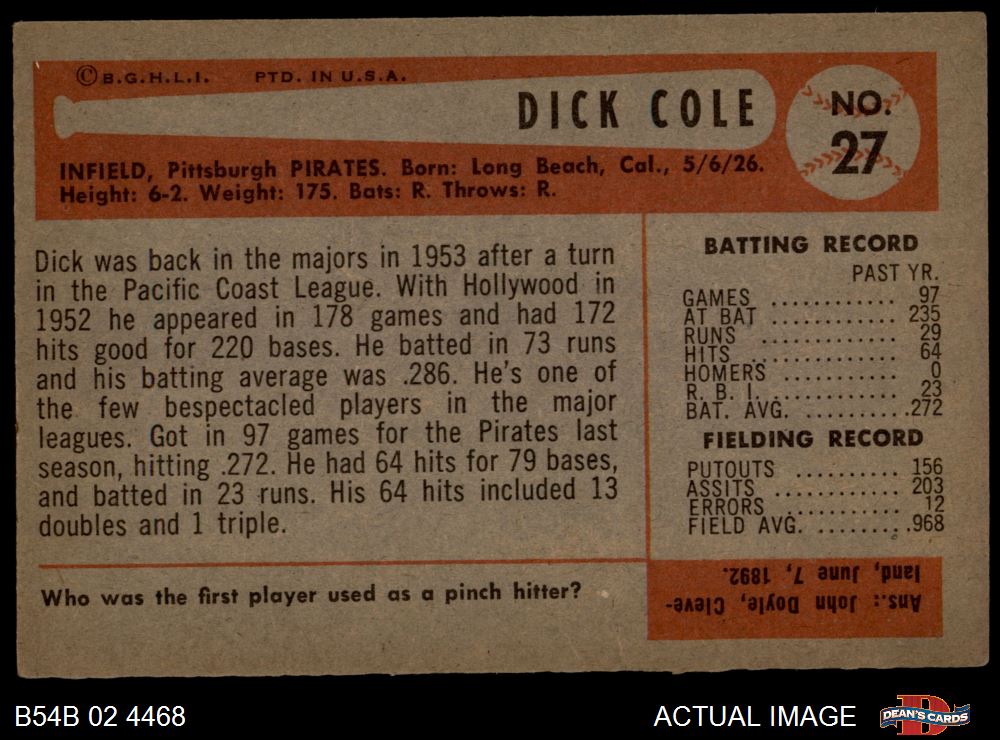 ©B.G.H.L.I. PTD. IN U.S.A.
DICK COLE
NO.
27
INFIELD, Pittsburgh PIRATES. Born: Long Beach, Cal., 5/6/26.
Height: 6-2. Weight: 175. Bats: R. Throws: R.
Dick was back in the majors in 1953 after a turn
in the Pacific Coast League. With Hollywood in
1952 he appeared in 178 games and had 172
hits good for 220 bases. He batted in 73 runs
and his batting average was .286. He's one of
the few bespectacled players in the major
leagues. Got in 97 games for the Pirates last
season, hitting .272. He had 64 hits for 79 bases,
and batted in 23 runs. His 64 hits included 13
doubles and 1 triple.
BATTING RECORD
PAST YR.
GAMES ............ 97
AT BAT ............ 235
RUNS ............ 29
HITS ............ 64
HOMERS .......... 0
R. B. I. ............ 23
BAT. AVG. ..........272
FIELDING RECORD
PUTOUTS .......... 156
ASSITS ............ 203
ERRORS .......... 12
FIELD AVG. .........968
Who was the first player used as a pinch hitter?
Ans.: John Doyle, Cleve-
land, June 7, 1892.
B54B 02 4468
ACTUAL IMAGE
DEAN'S CARDS